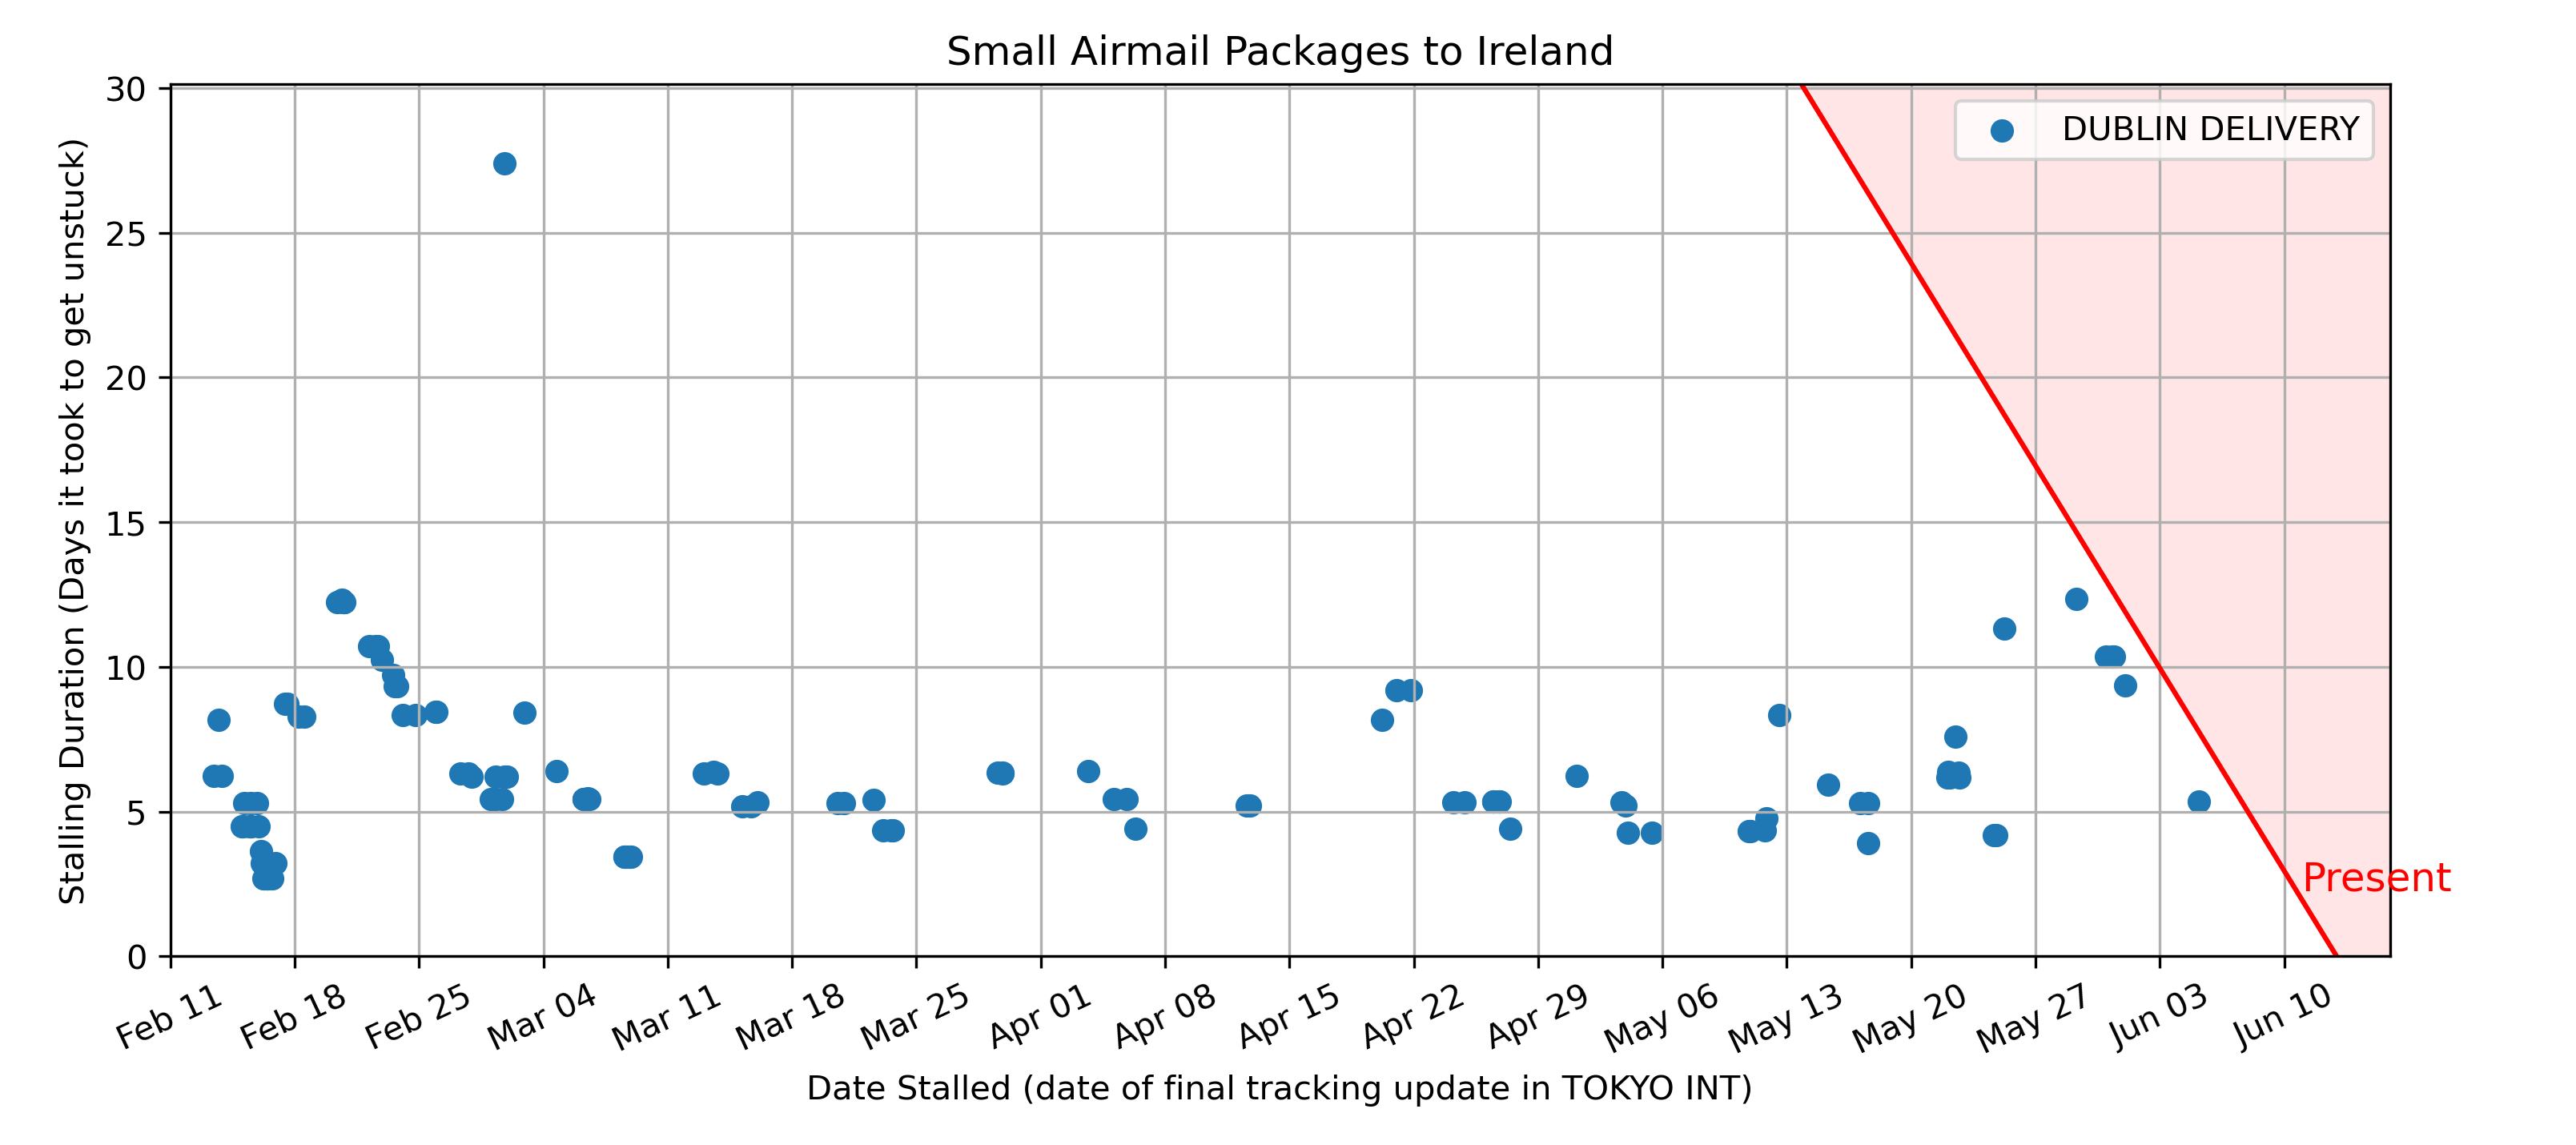 Small Airmail Packages to Ireland
Stalling Duration (Days it took to get unstuck)
30
25
20
15
10
5
0
DUBLIN DELIVERY
Present
Feb 11
Feb 18
Feb 25
Mar 04
Mar 11
Mar 18
Mar 25
Apr 01
Apr 08
Apr 15
Apr 22
Apr 29
May 06
May 13
May 20
May 27
Jun 03
Jun 10
Date Stalled (date of final tracking update in TOKYO INT)